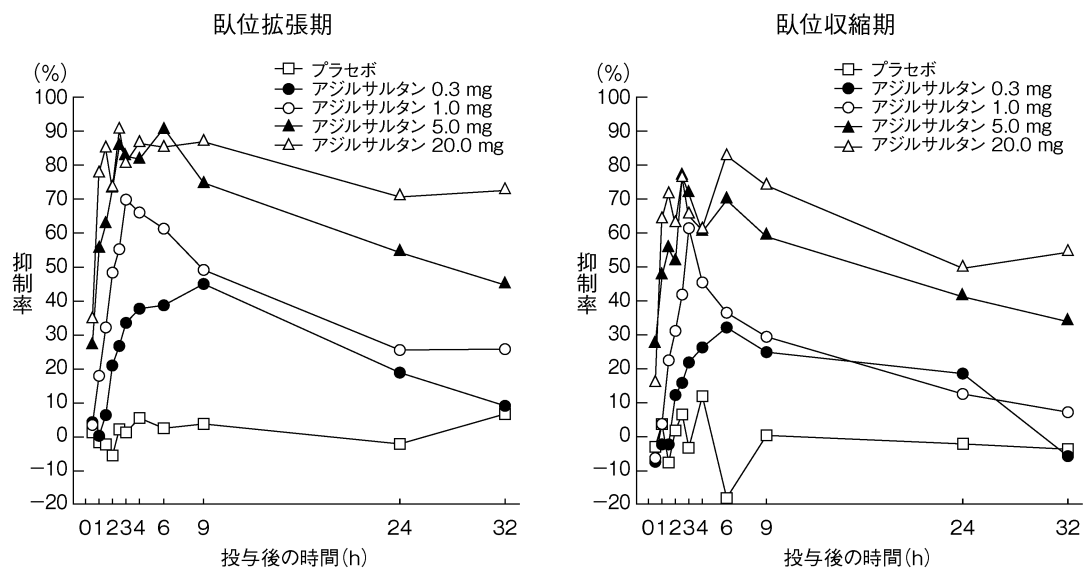 臥位拡張期
(%)
プラセボ
アジルサルタン 0.3 mg
アジルサルタン 1.0 mg
アジルサルタン 5.0 mg
アジルサルタン 20.0 mg
100
90
80
70
60
50
40
30
20
10
0
−10
−20
抑制率
0 1 2 3 4 6 9 24 32
投与後の時間(h)
臥位収縮期
(%)
プラセボ
アジルサルタン 0.3 mg
アジルサルタン 1.0 mg
アジルサルタン 5.0 mg
アジルサルタン 20.0 mg
100
90
80
70
60
50
40
30
20
10
0
−10
−20
抑制率
0 1 2 3 4 6 9 24 32
投与後の時間(h)